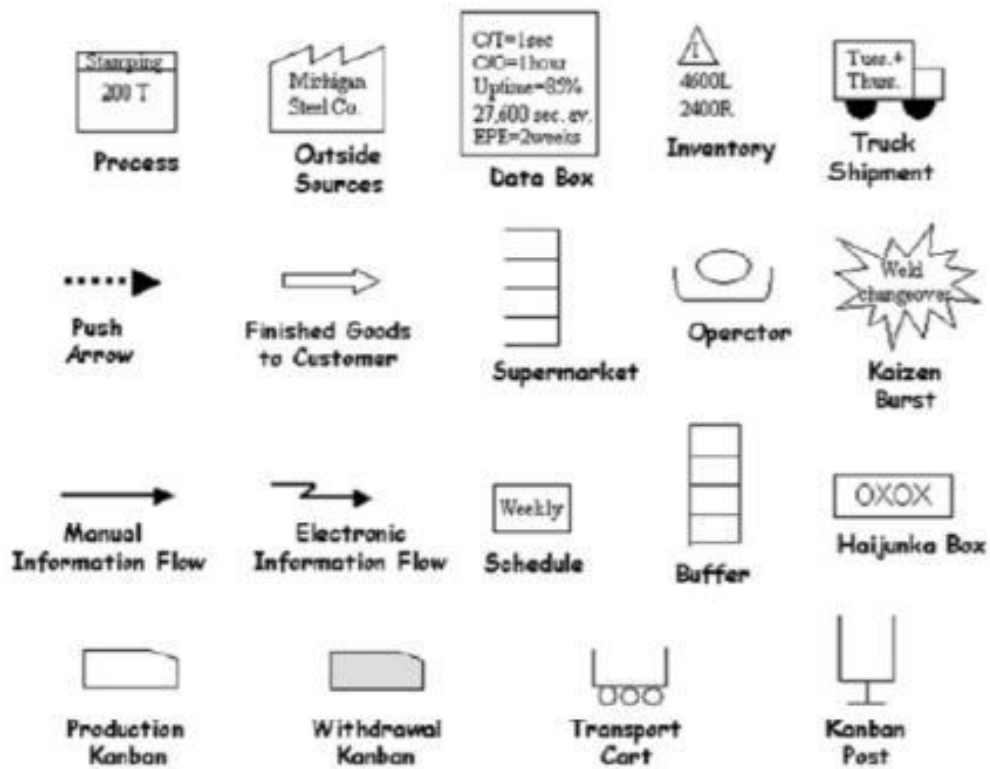 Stamping
200 T
Process
Michigan
Steel Co.
Outside
Sources
C/T=1sec
C/O=1hour
Uptime=85%
27,600 sec. av.
EPE=2weeks
Data Box
I
4600L
2400R
Inventory
Tues.+
Thurs.
Truck
Shipment
Push
Arrow
Finished Goods
to Customer
Supermarket
Operator
Weld
changeover
Kaizen
Burst
Manual
Information Flow
Electronic
Information Flow
Weekly
Schedule
Buffer
OXOX
Haijunka Box
Production
Kanban
Withdrawal
Kanban
Transport
Cart
Kanban
Post